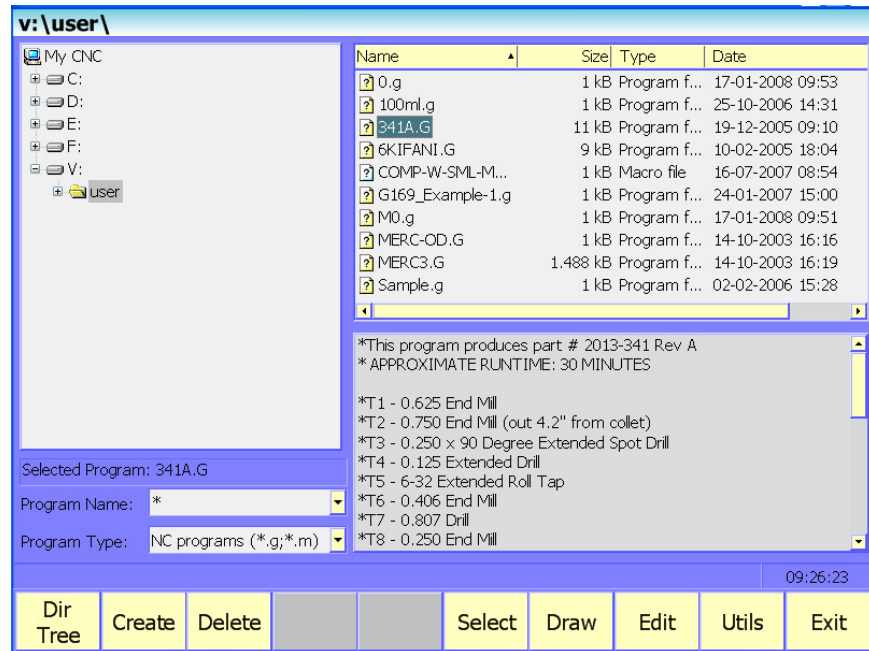 v:\user\
My CNC
C:
D:
E:
F:
V:
user
Name Size Type Date
0.g 1 kB Program f... 17-01-2008 09:53
100ml.g 1 kB Program f... 25-10-2006 14:31
341A.G 11 kB Program f... 19-12-2005 09:10
6KIFANI.G 9 kB Program f... 10-02-2005 18:04
COMP-W-SML-M... 1 kB Macro file 16-07-2007 08:54
G169_Example-1.g 1 kB Program f... 24-01-2007 15:00
M0.g 1 kB Program f... 17-01-2008 09:51
MERC-OD.G 1 kB Program f... 14-10-2003 16:16
MERC3.G 1.488 kB Program f... 14-10-2003 16:19
Sample.g 1 kB Program f... 02-02-2006 15:28
*This program produces part # 2013-341 Rev A
* APPROXIMATE RUNTIME: 30 MINUTES
*T1 - 0.625 End Mill
*T2 - 0.750 End Mill (out 4.2" from collet)
*T3 - 0.250 x 90 Degree Extended Spot Drill
*T4 - 0.125 Extended Drill
*T5 - 6-32 Extended Roll Tap
*T6 - 0.406 End Mill
*T7 - 0.807 Drill
*T8 - 0.250 End Mill
Selected Program: 341A.G
Program Name: *
Program Type: NC programs (*.g;*.m)
09:26:23
Dir Tree Create Delete Select Draw Edit Utils Exit